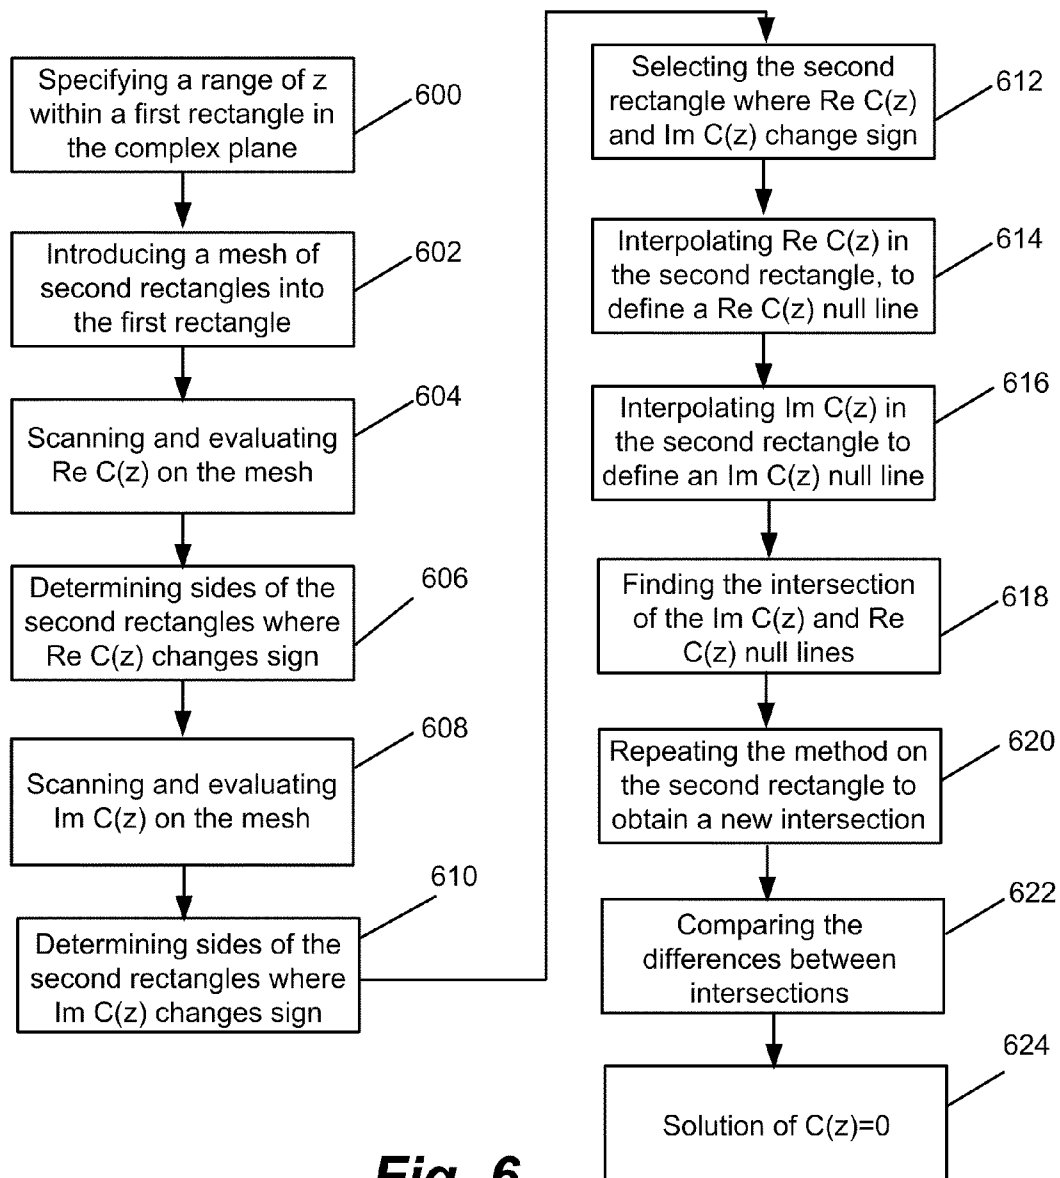 Specifying a range of z
within a first rectangle in
the complex plane
600
Introducing a mesh of
second rectangles into
the first rectangle
602
Scanning and evaluating
Re C(z) on the mesh
604
Determining sides of the
second rectangles where
Re C(z) changes sign
606
Scanning and evaluating
Im C(z) on the mesh
608
Determining sides of the
second rectangles where
Im C(z) changes sign
610
Selecting the second
rectangle where Re C(z)
and Im C(z) change sign
612
Interpolating Re C(z) in
the second rectangle, to
define a Re C(z) null line
614
Interpolating Im C(z) in
the second rectangle to
define an Im C(z) null line
616
Finding the intersection
of the Im C(z) and Re
C(z) null lines
618
Repeating the method on
the second rectangle to
obtain a new intersection
620
Comparing the
differences between
intersections
622
Solution of C(z)=0
624
Fig. 6